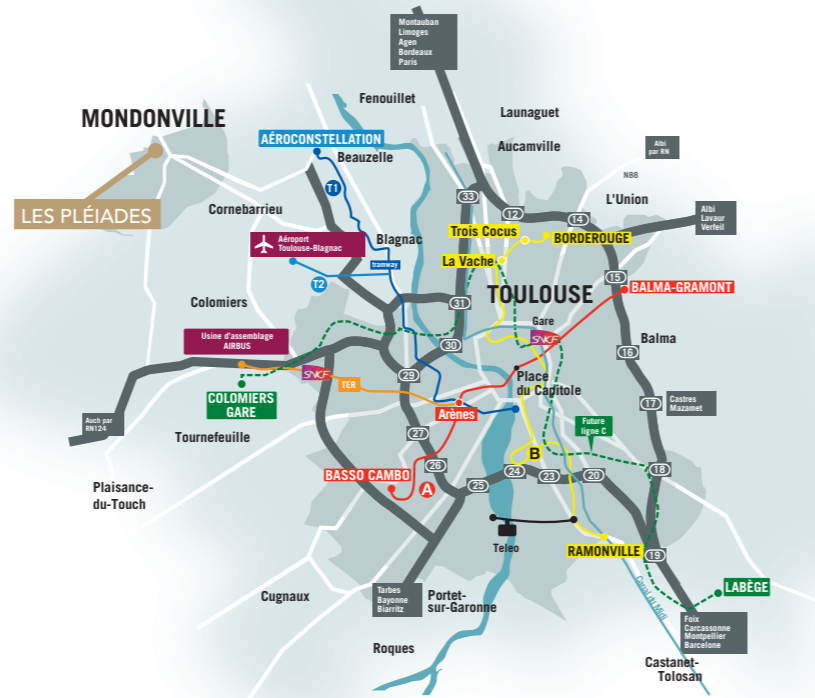 Montauban
Limoges
Agen
Bordeaux
Paris
Fenouillet
Launaguet
MONDONVILLE
AÉROCONSTELLATION
Beauzelle
Aucamville
Albi
par RN
N88
T1
33
L'Union
LES PLÉIADES
Cornebarrieu
12
14
Albi
Lavaur
Verfeil
Trois Cocus
BORDEROUGE
Aéroport
Toulouse-Blagnac
Blagnac
La Vache
tramway
T2
15
BALMA-GRAMONT
TOULOUSE
Colomiers
31
Gare
SNCF
Usine d'assemblage
AIRBUS
30
Balma
16
SNCF
TER
29
Place
du Capitole
COLOMIERS
GARE
Arènes
17
Castres
Mazamet
Auch par
RN124
Tournefeuille
27
Future
ligne C
B
26
BASSO CAMBO
A
25
24
23
20
18
Plaisance-
du-Touch
Teleo
RAMONVILLE
19
LABÈGE
Canal du Midi
Cugnaux
Tarbes
Bayonne
Biarritz
Portet-
sur-Garonne
Foix
Carcassonne
Montpellier
Barcelone
Roques
Castanet-
Tolosan